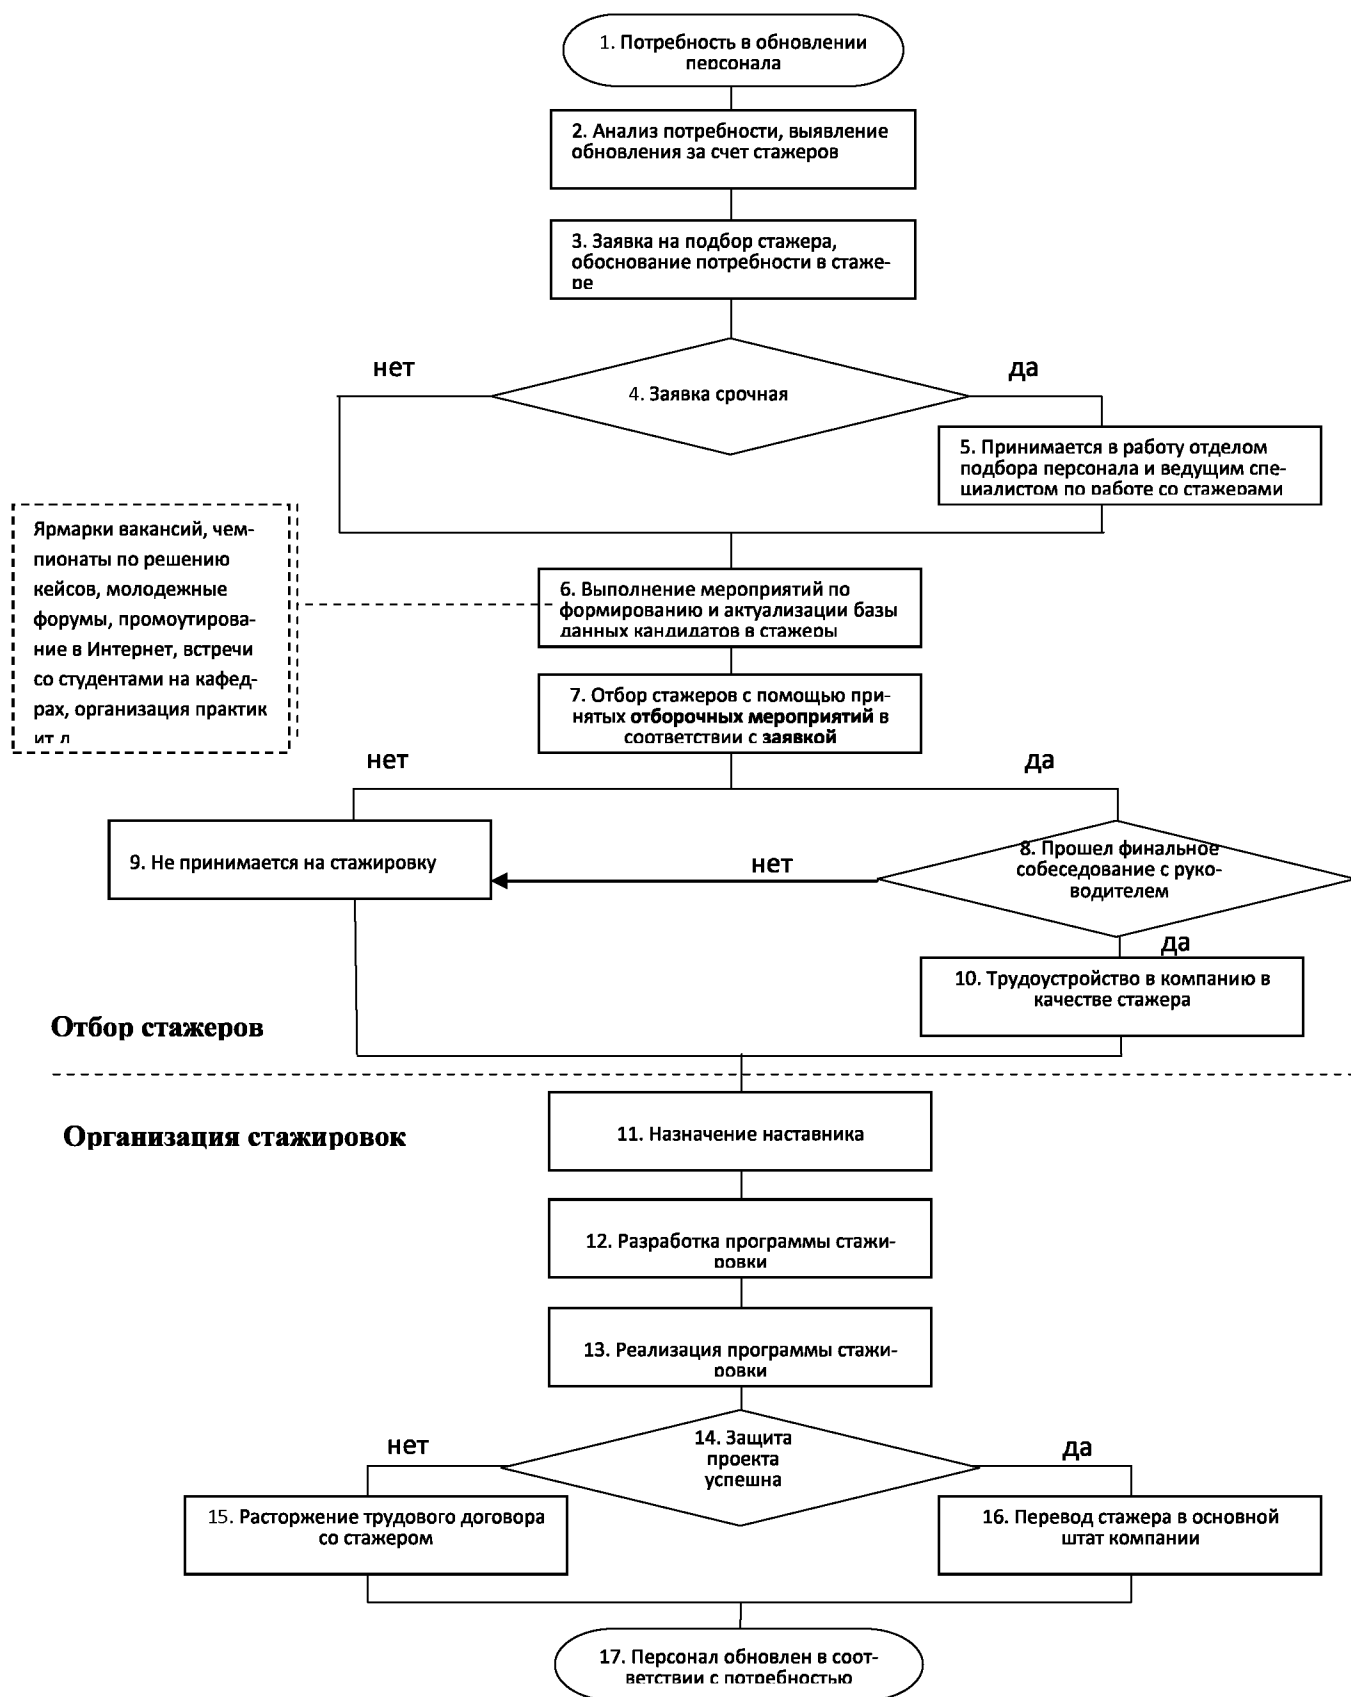 1. Потребность в обновлении
персонала
2. Анализ потребности, выявление
обновления за счет стажеров
3. Заявка на подбор стажера,
обоснование потребности в стаже-
ре
нет
да
4. Заявка срочная
5. Принимается в работу отделом
подбора персонала и ведущим спе-
циалистом по работе со стажерами
Ярмарки вакансий, чем-
пионаты по решению
кейсов, молодежные
форумы, промоутирова-
ние в Интернет, встречи
со студентами на кафед-
рах, организация практик
ит д
6. Выполнение мероприятий по
формированию и актуализации базы
данных кандидатов в стажеры
7. Отбор стажеров с помощью при-
нятых отборочных мероприятий в
соответствии с заявкой
нет
да
9. Не принимается на стажировку
нет
8. Прошел финальное
собеседование с руко-
водителем
да
10. Трудоустройство в компанию в
качестве стажера
Отбор стажеров
Организация стажировок
11. Назначение наставника
12. Разработка программы стажи-
ровки
13. Реализация программы стажи-
ровки
нет
да
14. Защита
проекта
успешна
15. Расторжение трудового договора
со стажером
16. Перевод стажера в основной
штат компании
17. Персонал обновлен в соот-
ветствии с потребностью